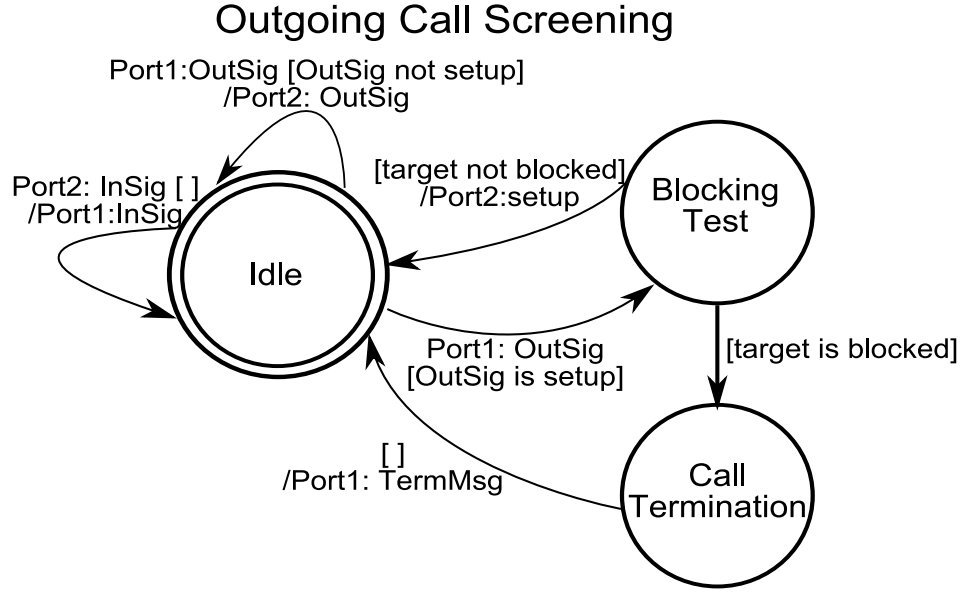 Outgoing Call Screening
Port1:OutSig [OutSig not setup]
/Port2: OutSig
Port2: InSig [ ]
/Port1:InSig
Idle
[target not blocked]
/Port2:setup
Blocking
Test
Port1: OutSig
[OutSig is setup]
[target is blocked]
[ ]
/Port1: TermMsg
Call
Termination